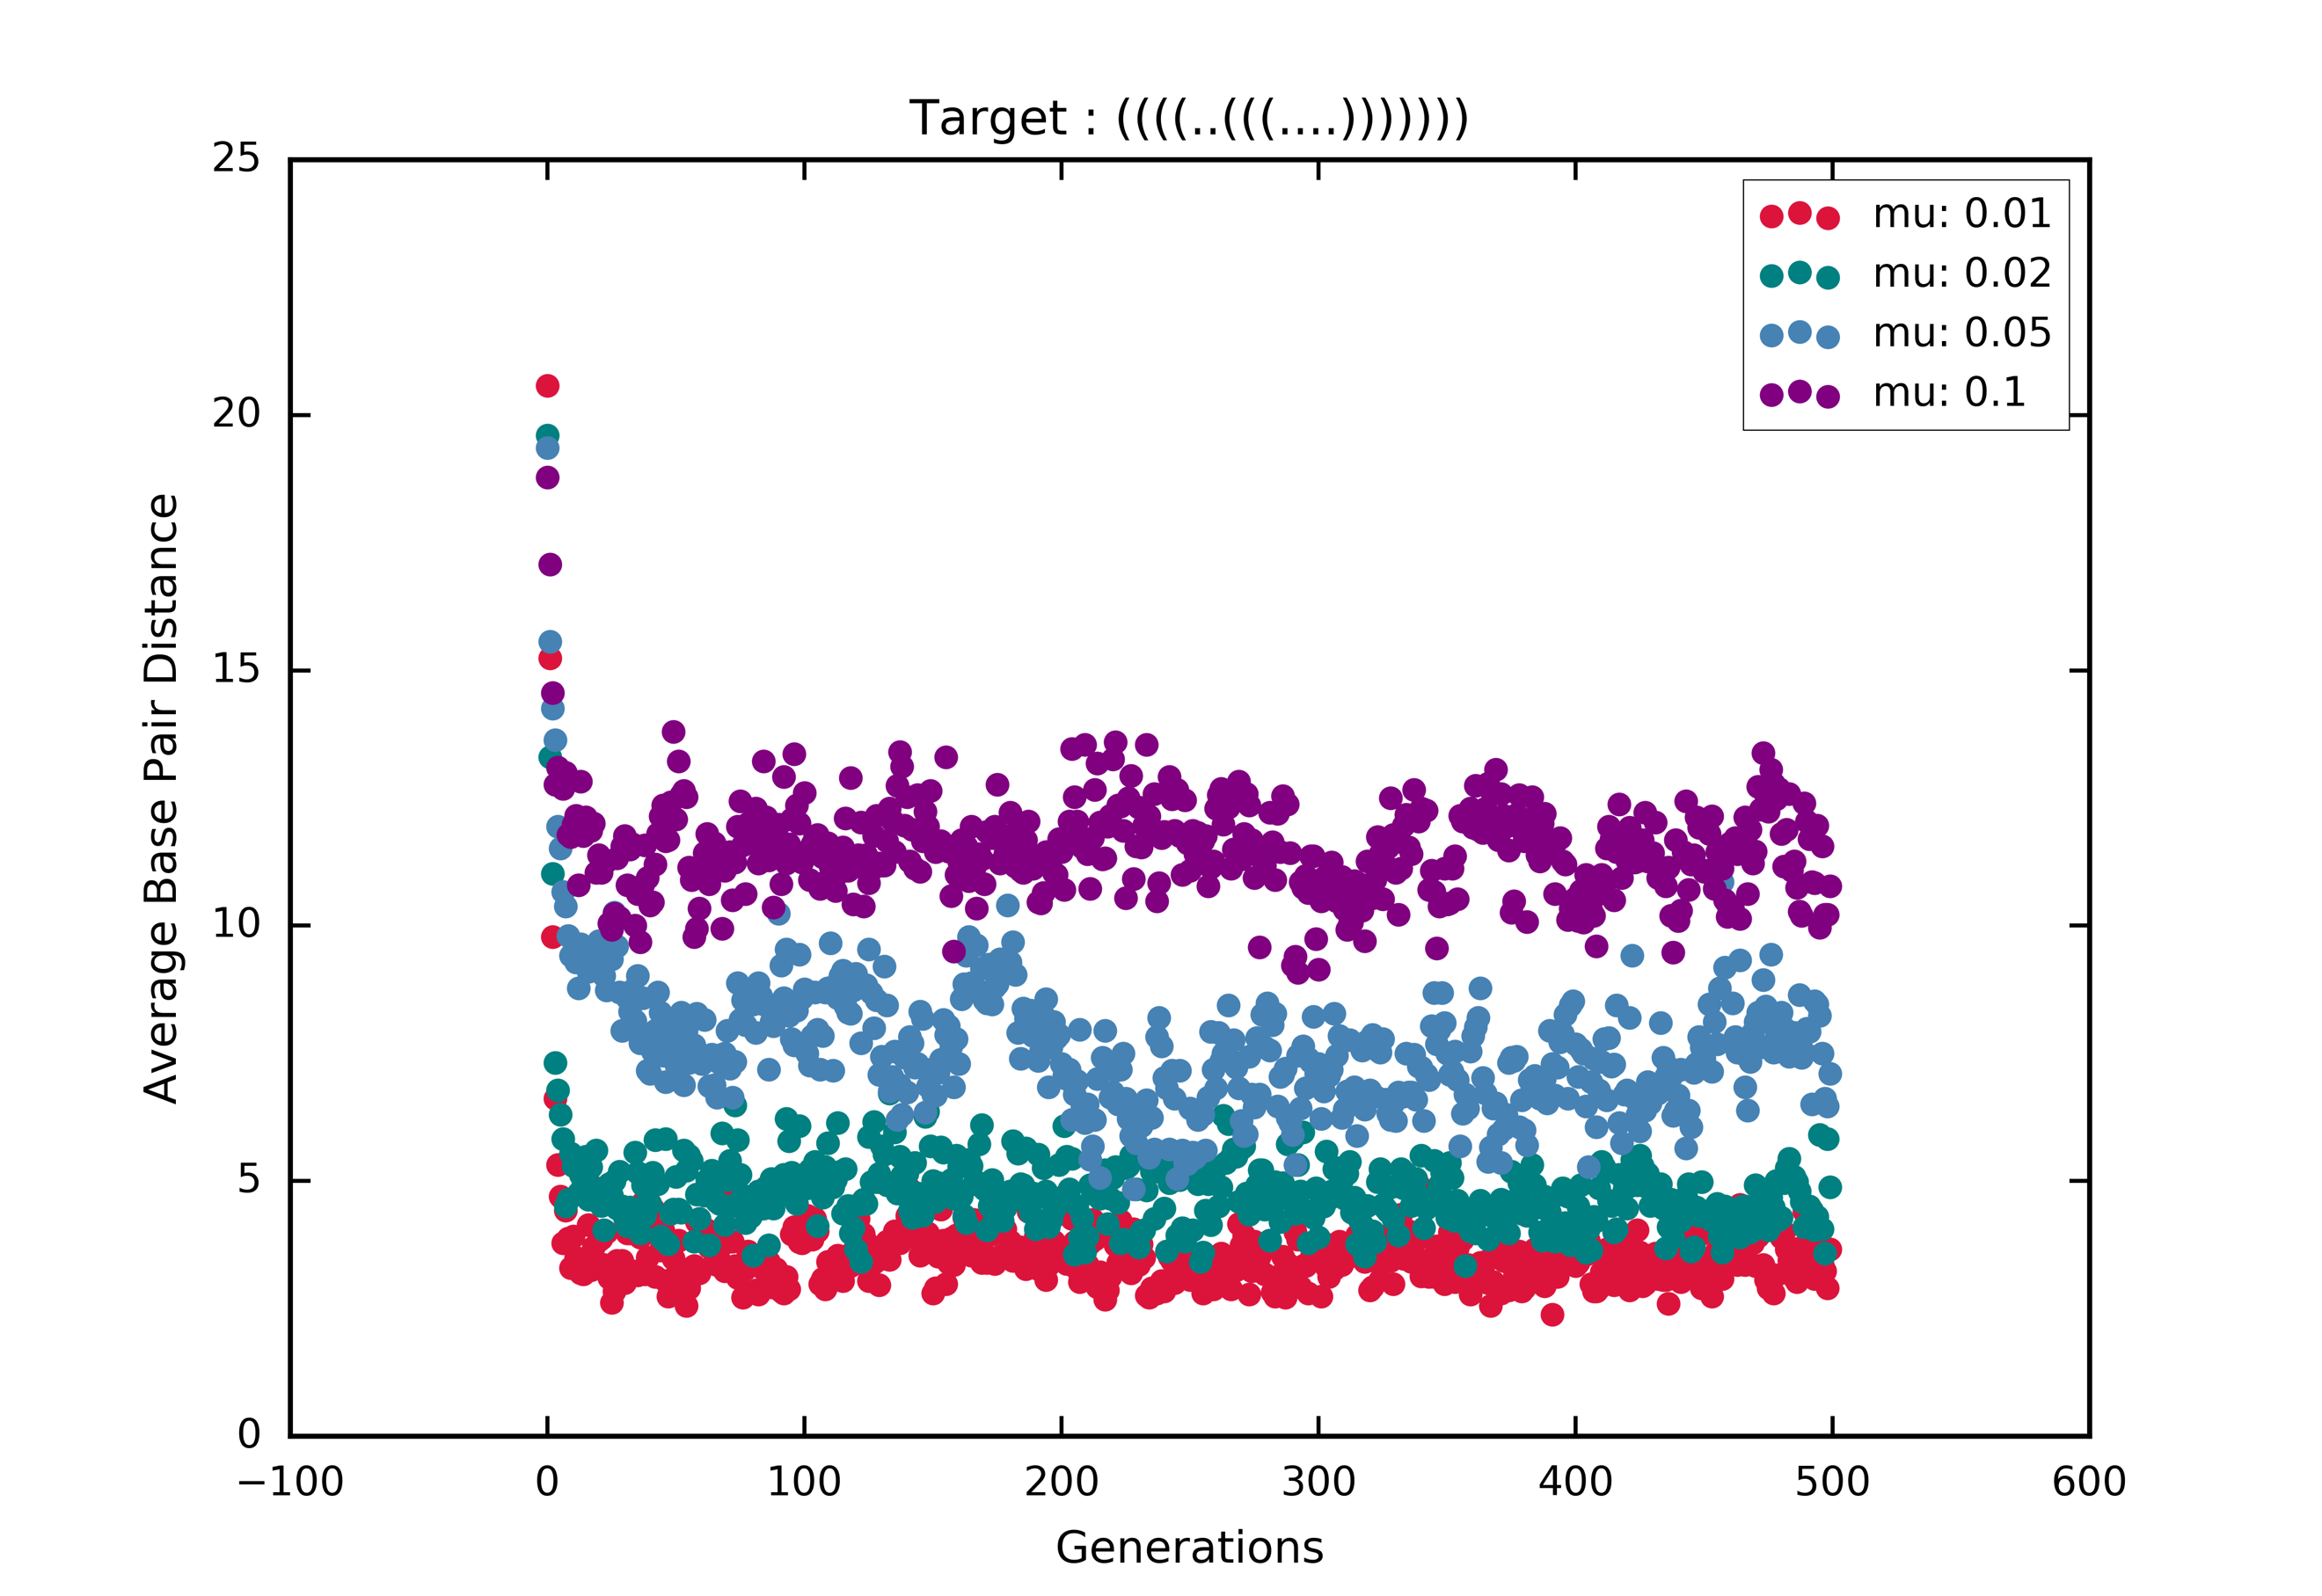 Target : ((((..(((....)))))))
25
20
15
10
5
0
Average Base Pair Distance
mu: 0.01
mu: 0.02
mu: 0.05
mu: 0.1
−100 0 100 200 300 400 500 600
Generations